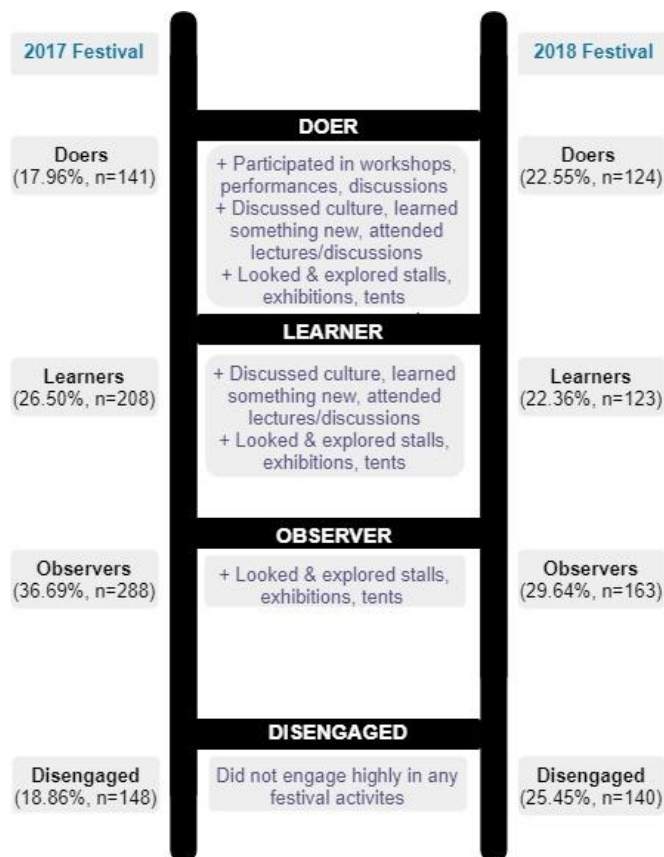 2017 Festival
2018 Festival
DOER
Doers
(17.96%, n=141)
+ Participated in workshops,
performances, discussions
+ Discussed culture, learned
something new, attended
lectures/discussions
+ Looked & explored stalls,
exhibitions, tents
Doers
(22.55%, n=124)
LEARNER
Learners
(26.50%, n=208)
+ Discussed culture, learned
something new, attended
lectures/discussions
+ Looked & explored stalls,
exhibitions, tents
Learners
(22.36%, n=123)
OBSERVER
Observers
(36.69%, n=288)
+ Looked & explored stalls,
exhibitions, tents
Observers
(29.64%, n=163)
DISENGAGED
Disengaged
(18.86%, n=148)
Did not engage highly in any
festival activites
Disengaged
(25.45%, n=140)